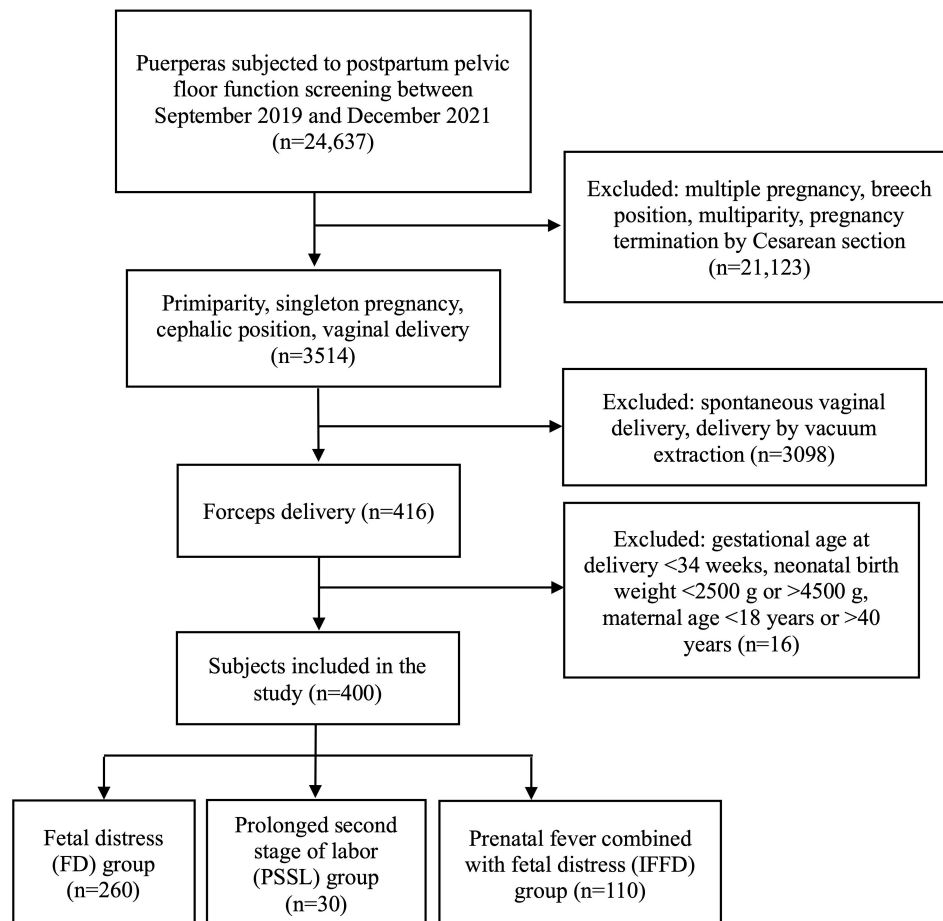 Puerperas subjected to postpartum pelvic
floor function screening between
September 2019 and December 2021
(n=24,637)
Excluded: multiple pregnancy, breech
position, multiparity, pregnancy
termination by Cesarean section
(n=21,123)
Primiparity, singleton pregnancy,
cephalic position, vaginal delivery
(n=3514)
Excluded: spontaneous vaginal
delivery, delivery by vacuum
extraction (n=3098)
Forceps delivery (n=416)
Excluded: gestational age at
delivery <34 weeks, neonatal birth
weight <2500 g or >4500 g,
maternal age <18 years or >40
years (n=16)
Subjects included in the
study (n=400)
Fetal distress
(FD) group
(n=260)
Prolonged second
stage of labor
(PSSL) group
(n=30)
Prenatal fever combined
with fetal distress (IFFD)
group (n=110)